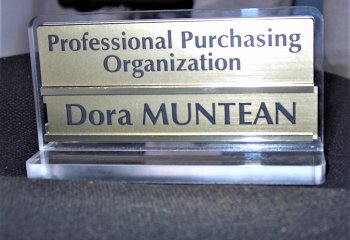 Professional Purchasing
Organization
Dora MUNTEAN